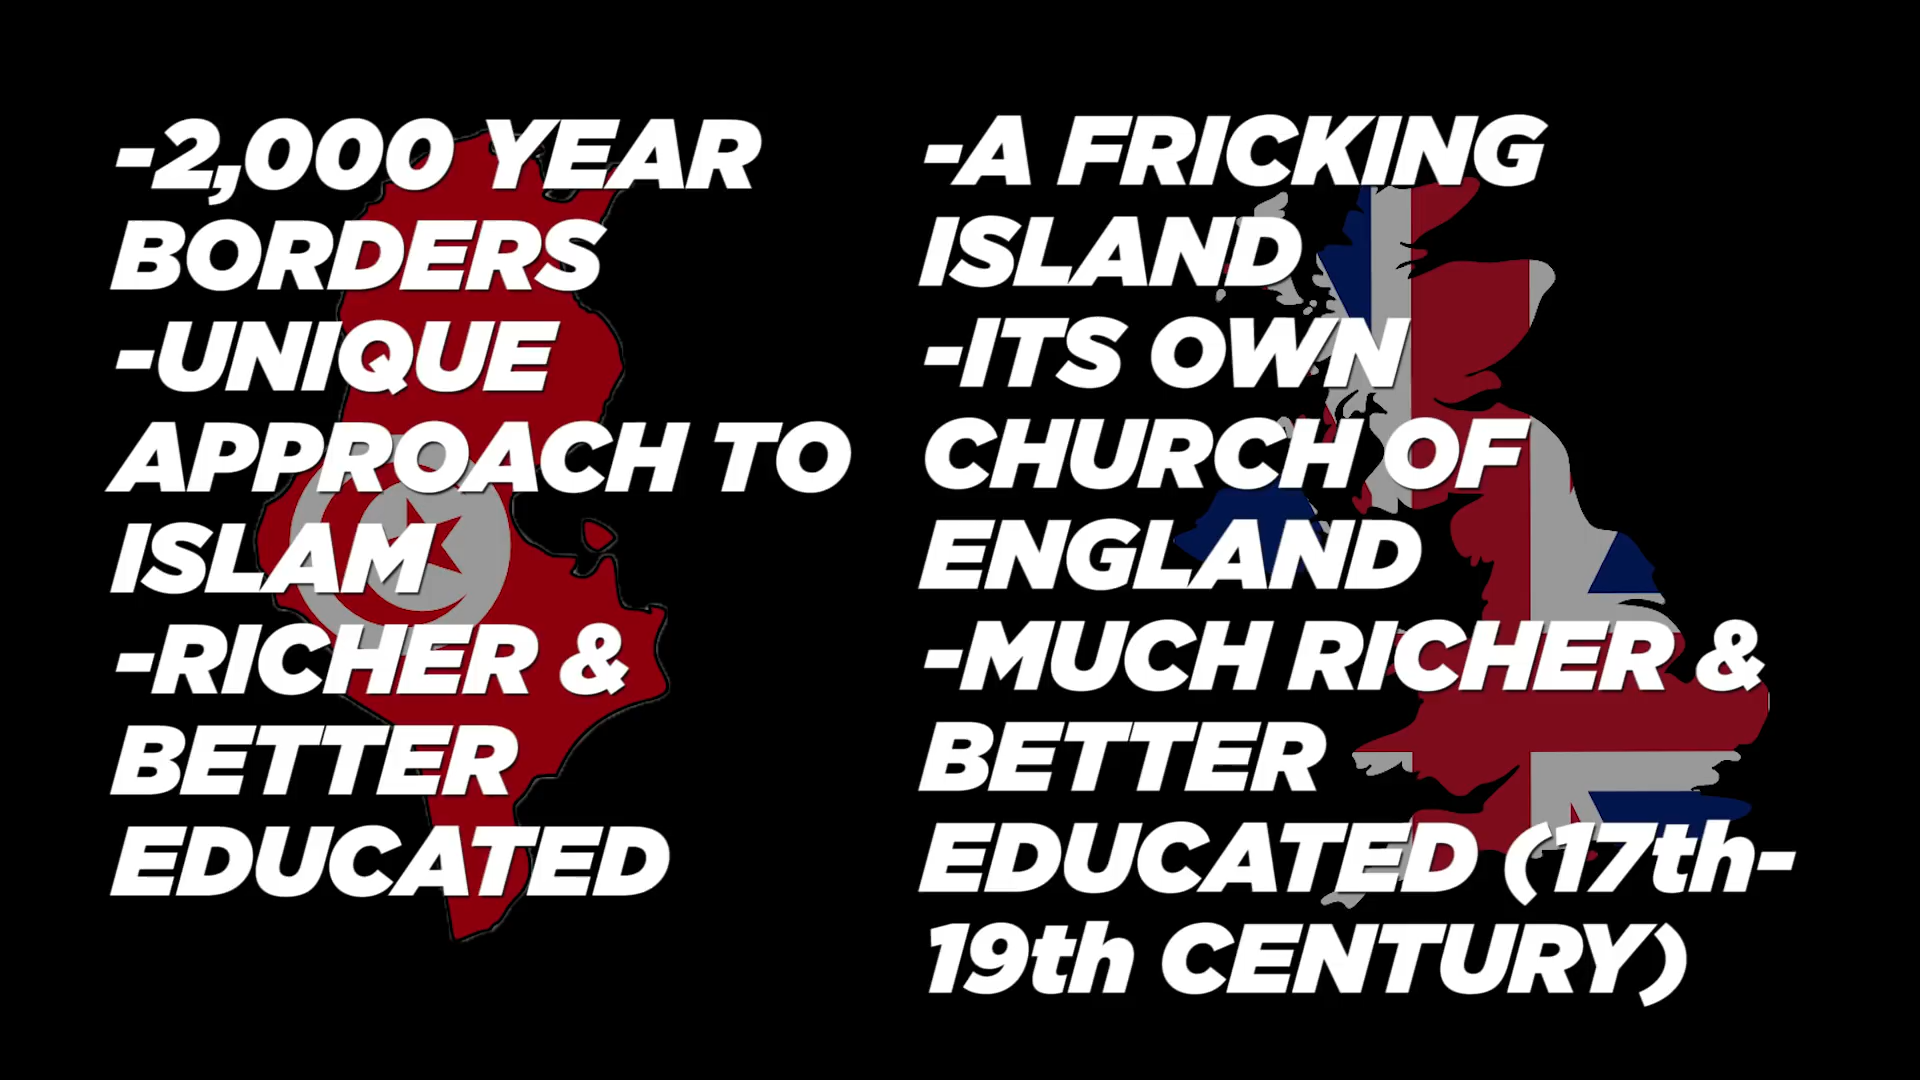 -2,000 YEAR
BORDERS
-UNIQUE
APPROACH TO
ISLAM
-RICHER &
BETTER
EDUCATED
-A FRICKING
ISLAND
-ITS OWN
CHURCH OF
ENGLAND
-MUCH RICHER &
BETTER
EDUCATED (17th-
19th CENTURY)